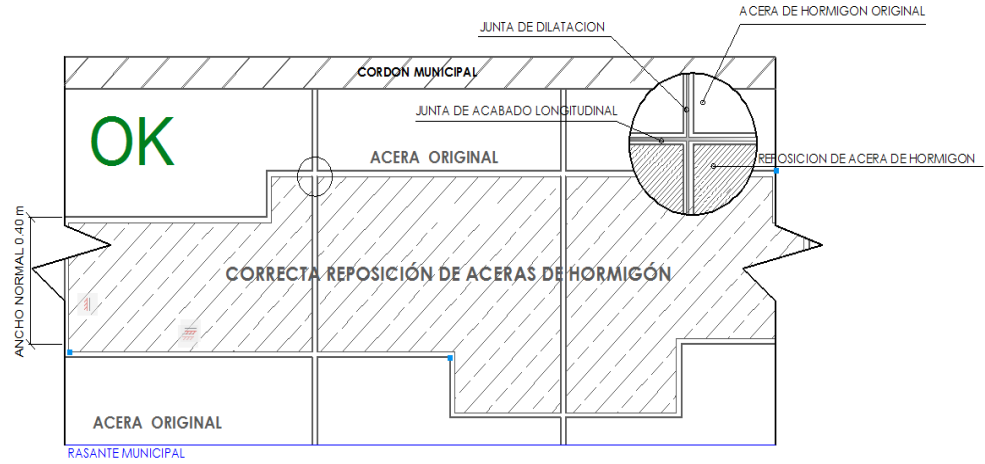 ACERA DE HORMIGON ORIGINAL
JUNTA DE DILATACION
CORDON MUNICIPAL
JUNTA DE ACABADO LONGITUDINAL
OK
ACERA ORIGINAL
REPOSICION DE ACERA DE HORMIGON
ANCHO NORMAL 0.40 m
CORRECTA REPOSICIÓN DE ACERAS DE HORMIGÓN
ACERA ORIGINAL
RASANTE MUNICIPAL